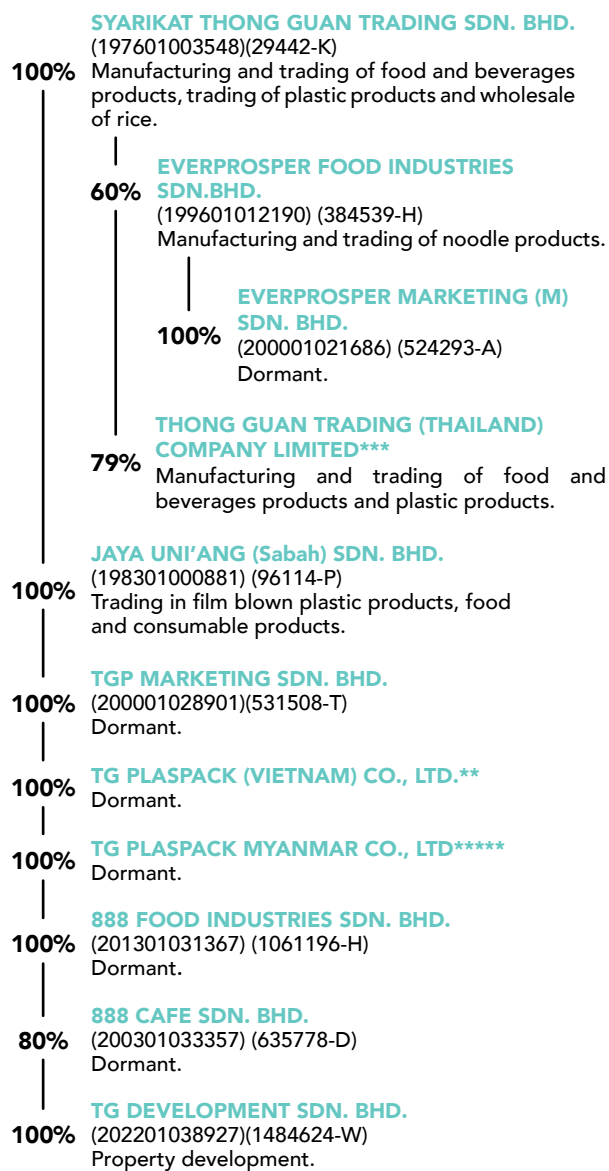 SYARIKAT THONG GUAN TRADING SDN. BHD.
(197601003548)(29442-K)
100% Manufacturing and trading of food and beverages
products, trading of plastic products and wholesale
of rice.
EVERPROSPER FOOD INDUSTRIES
60% SDN.BHD.
(199601012190) (384539-H)
Manufacturing and trading of noodle products.
EVERPROSPER MARKETING (M)
SDN. BHD.
100% (200001021686) (524293-A)
Dormant.
THONG GUAN TRADING (THAILAND)
COMPANY LIMITED***
79% Manufacturing and trading of food and
beverages products and plastic products.
JAYA UNI’ANG (Sabah) SDN. BHD.
100% (198301000881) (96114-P)
Trading in film blown plastic products, food
and consumable products.
TGP MARKETING SDN. BHD.
100% (200001028901)(531508-T)
Dormant.
TG PLASPACK (VIETNAM) CO., LTD.**
100% Dormant.
TG PLASPACK MYANMAR CO., LTD*****
100% Dormant.
888 FOOD INDUSTRIES SDN. BHD.
100% (201301031367) (1061196-H)
Dormant.
888 CAFE SDN. BHD.
80% (200301033357) (635778-D)
Dormant.
TG DEVELOPMENT SDN. BHD.
100% (202201038927)(1484624-W)
Property development.